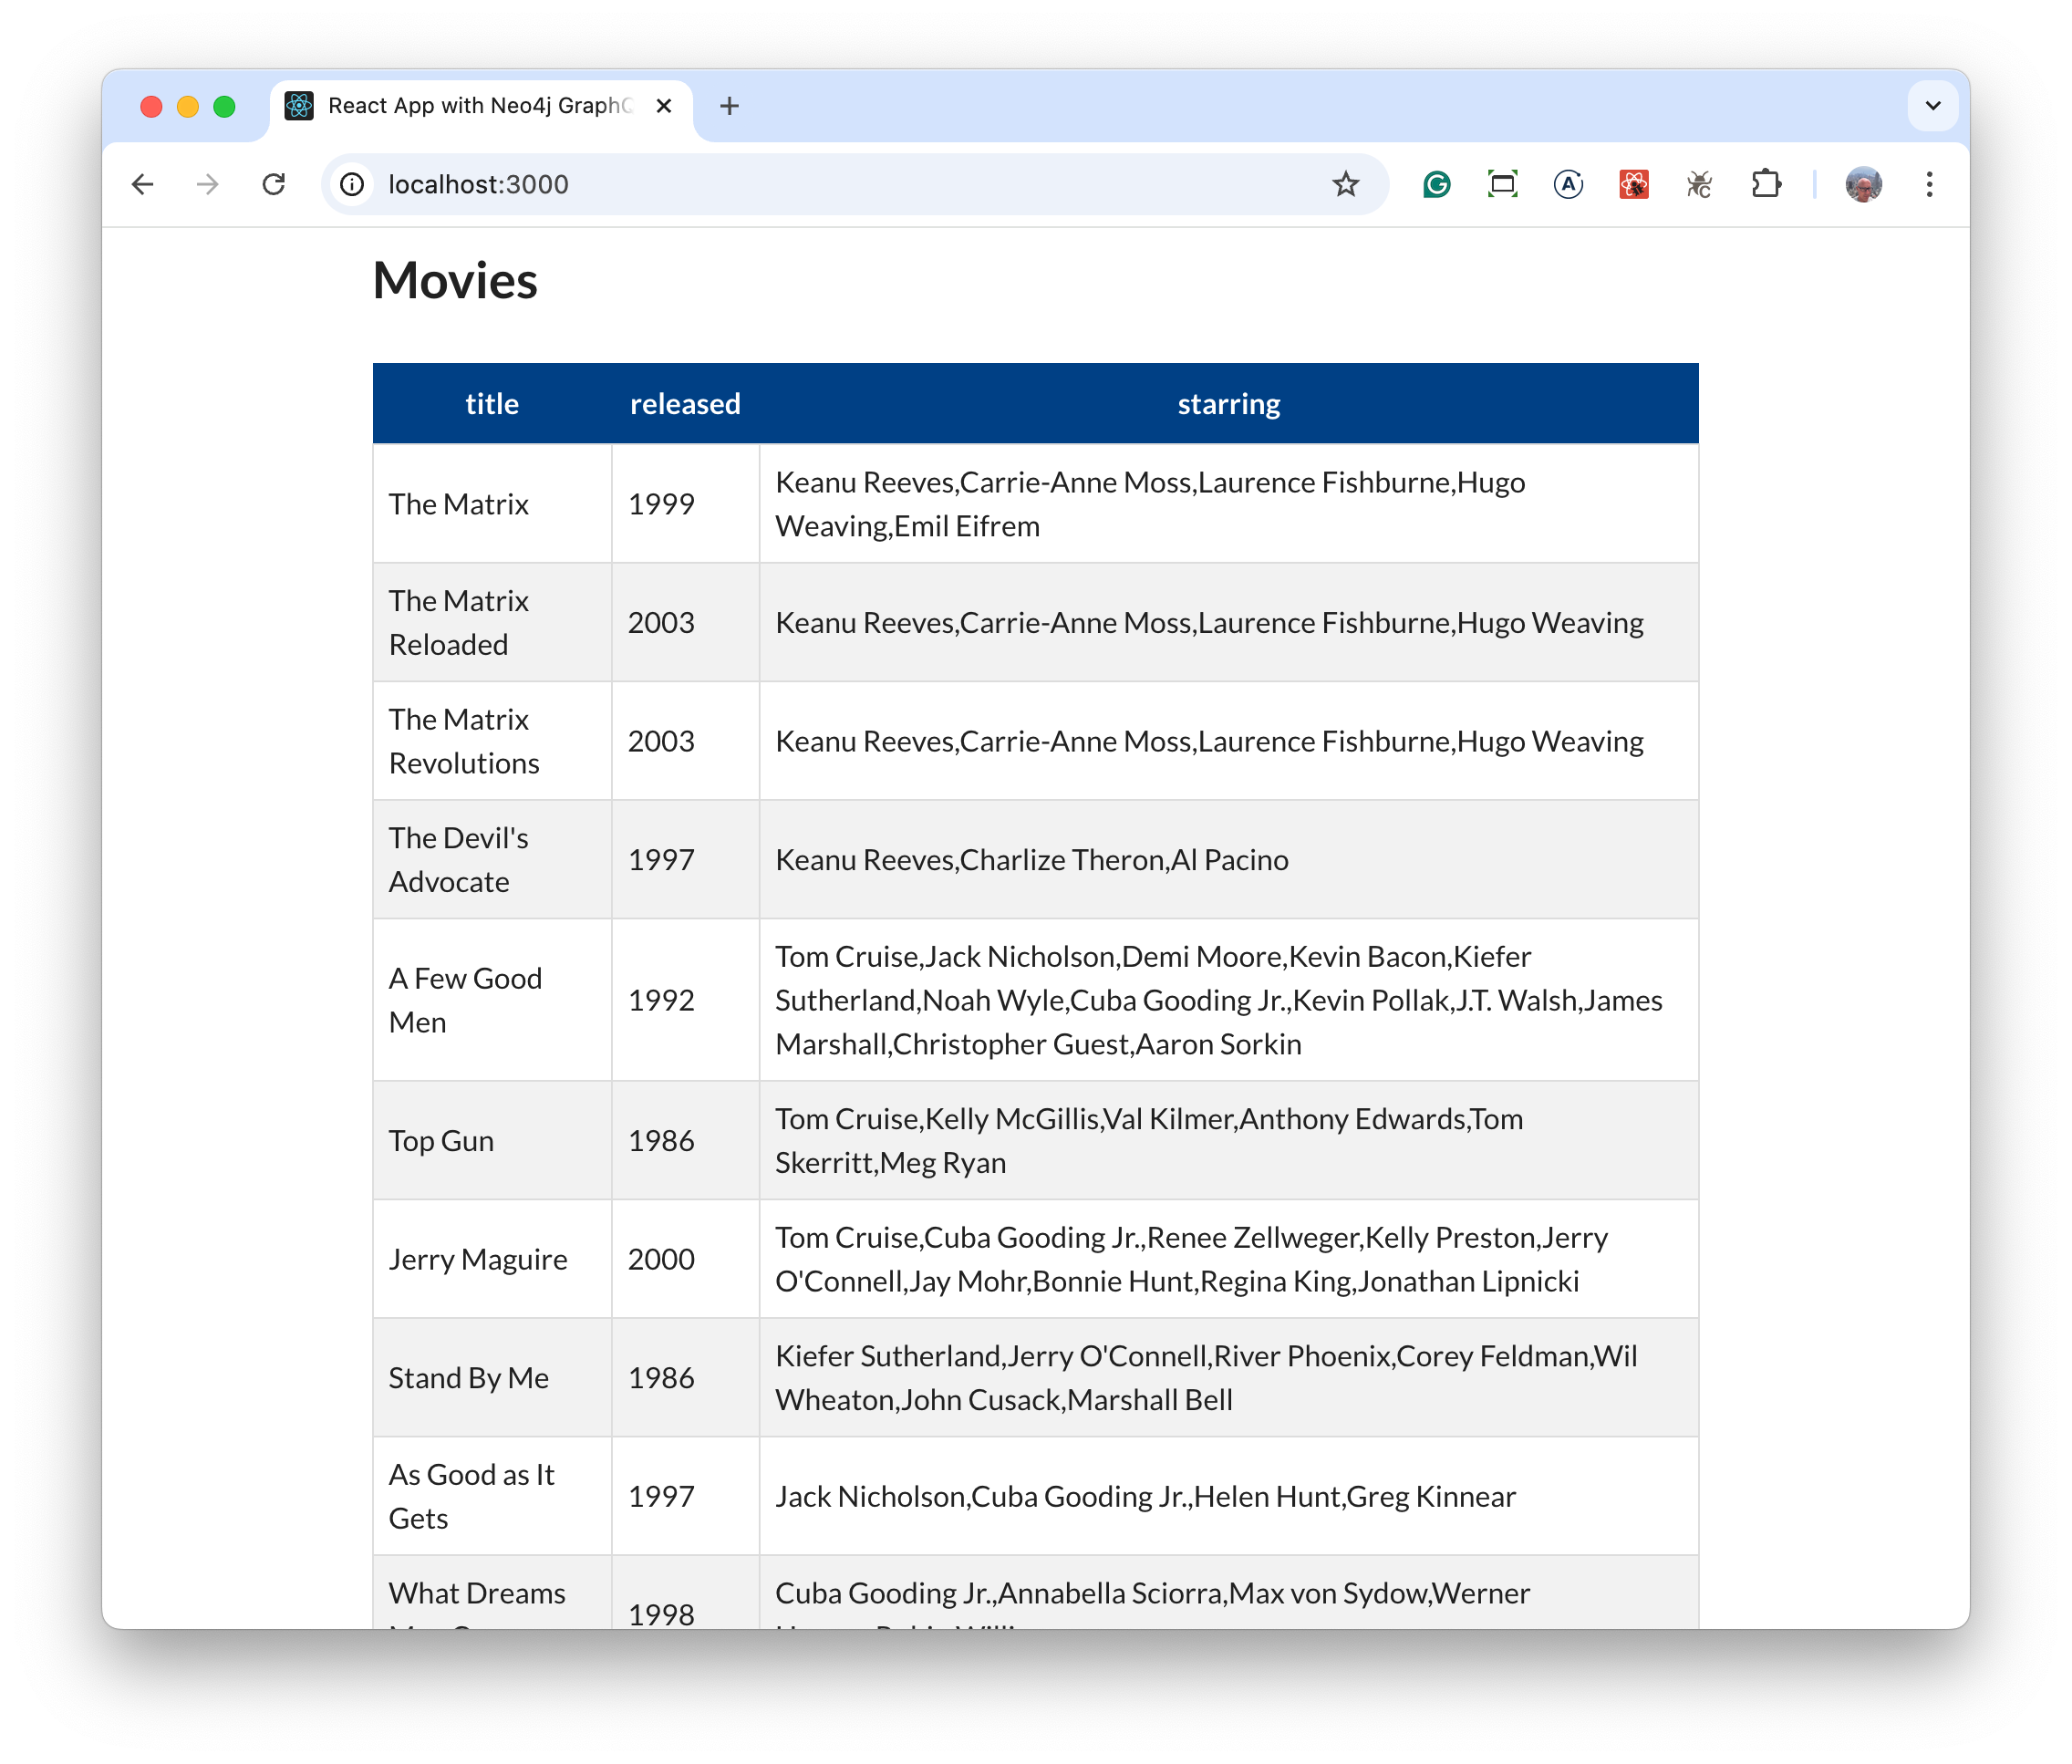 React App with Neo4j Graph
localhost:3000
Movies
title released starring
The Matrix 1999 Keanu Reeves,Carrie-Anne Moss,Laurence Fishburne,Hugo
Weaving,Emil Eifrem
The Matrix
Reloaded 2003 Keanu Reeves,Carrie-Anne Moss,Laurence Fishburne,Hugo Weaving
The Matrix
Revolutions 2003 Keanu Reeves,Carrie-Anne Moss,Laurence Fishburne,Hugo Weaving
The Devil's
Advocate 1997 Keanu Reeves,Charlize Theron,Al Pacino
A Few Good
Men 1992 Tom Cruise,Jack Nicholson,Demi Moore,Kevin Bacon,Kiefer
Sutherland,Noah Wyle,Cuba Gooding Jr.,Kevin Pollak,J.T. Walsh,James
Marshall,Christopher Guest,Aaron Sorkin
Top Gun 1986 Tom Cruise,Kelly McGillis,Val Kilmer,Anthony Edwards,Tom
Skerritt,Meg Ryan
Jerry Maguire 2000 Tom Cruise,Cuba Gooding Jr.,Renee Zellweger,Kelly Preston,Jerry
O'Connell,Jay Mohr,Bonnie Hunt,Regina King,Jonathan Lipnicki
Stand By Me 1986 Kiefer Sutherland,Jerry O'Connell,River Phoenix,Corey Feldman,Wil
Wheaton,John Cusack,Marshall Bell
As Good as It
Gets 1997 Jack Nicholson,Cuba Gooding Jr.,Helen Hunt,Greg Kinnear
What Dreams
1998 Cuba Gooding Jr.,Annabella Sciorra,Max von Sydow,Werner